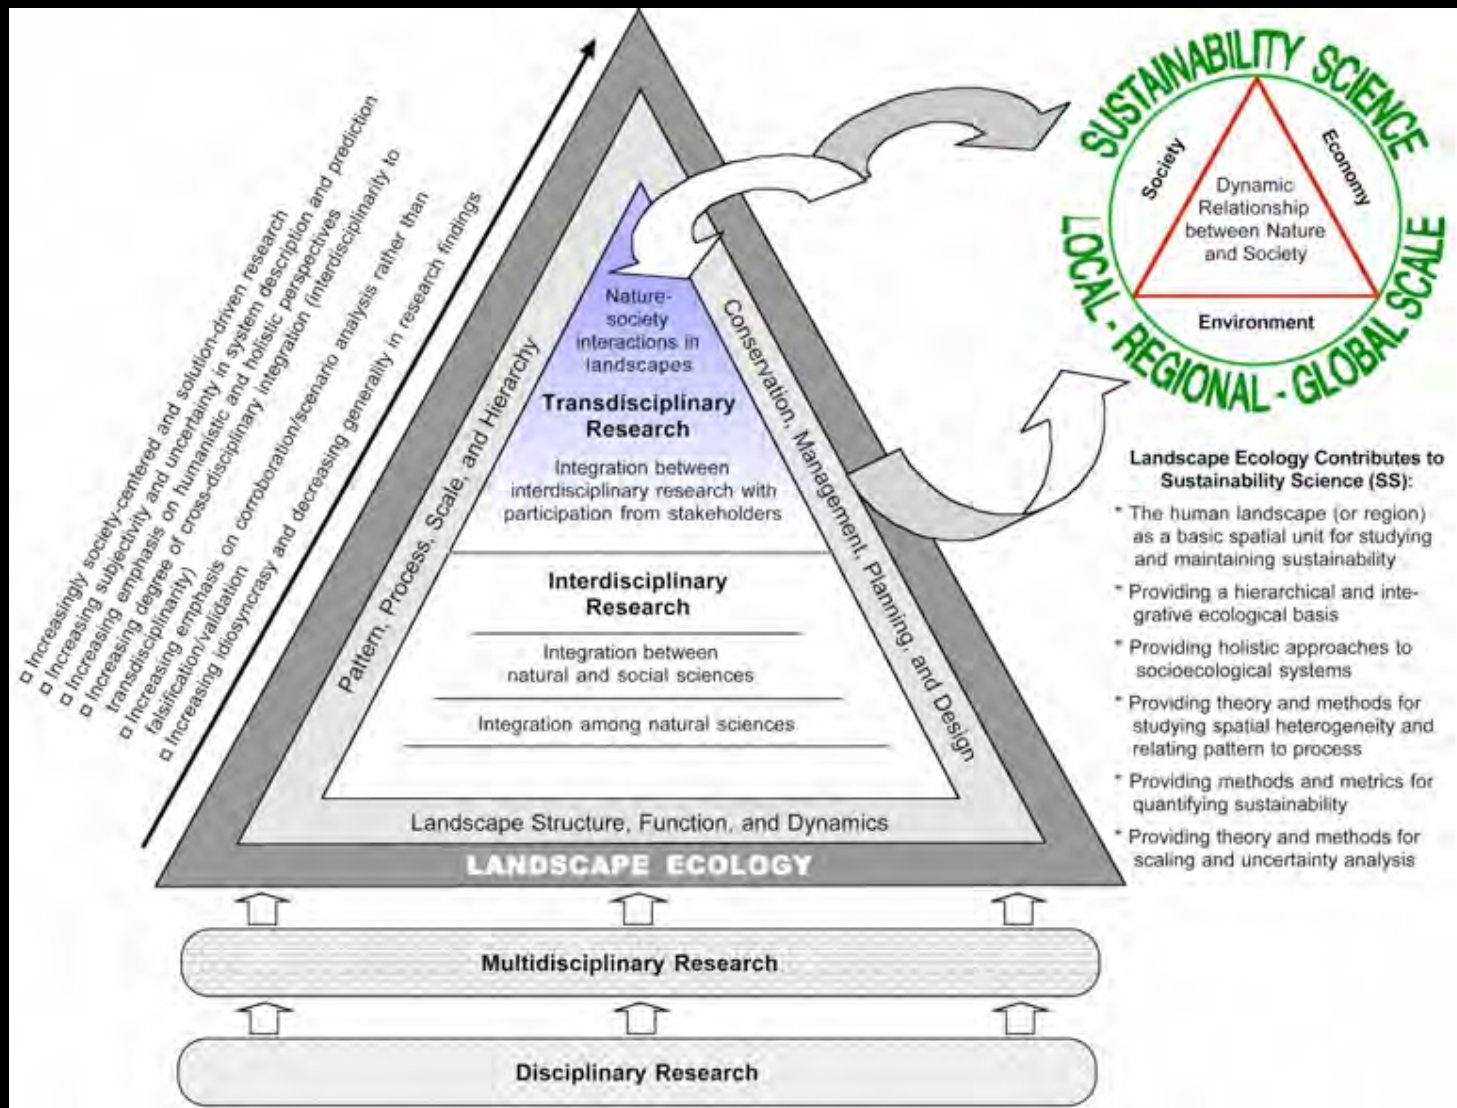 □ Increasingly society-centered and solution-driven research
□ Increasing subjectivity and uncertainty in system description and prediction
□ Increasing emphasis on humanistic and holistic perspectives
□ Increasing degree of cross-disciplinary integration (interdisciplinarity to
transdisciplinarity)
□ Increasing emphasis on corroboration/scenario analysis rather than
falsification/validation
□ Increasing idiosyncrasy and decreasing generality in research findings
Pattern, Process, Scale, and Hierarchy
Nature-
society
interactions in
landscapes
Transdisciplinary
Research
Integration between
interdisciplinary research with
participation from stakeholders
Interdisciplinary
Research
Integration between
natural and social sciences
Integration among natural sciences
Conservation, Management, Planning, and Design
Landscape Structure, Function, and Dynamics
LANDSCAPE ECOLOGY
Multidisciplinary Research
Disciplinary Research
SUSTAINABILITY SCIENCE
Society
Economy
Dynamic
Relationship
between Nature
and Society
Environment
LOCAL - REGIONAL - GLOBAL SCALE
Landscape Ecology Contributes to
Sustainability Science (SS):
* The human landscape (or region)
as a basic spatial unit for studying
and maintaining sustainability
* Providing a hierarchical and inte-
grative ecological basis
* Providing holistic approaches to
socioecological systems
* Providing theory and methods for
studying spatial heterogeneity and
relating pattern to process
* Providing methods and metrics for
quantifying sustainability
* Providing theory and methods for
scaling and uncertainty analysis